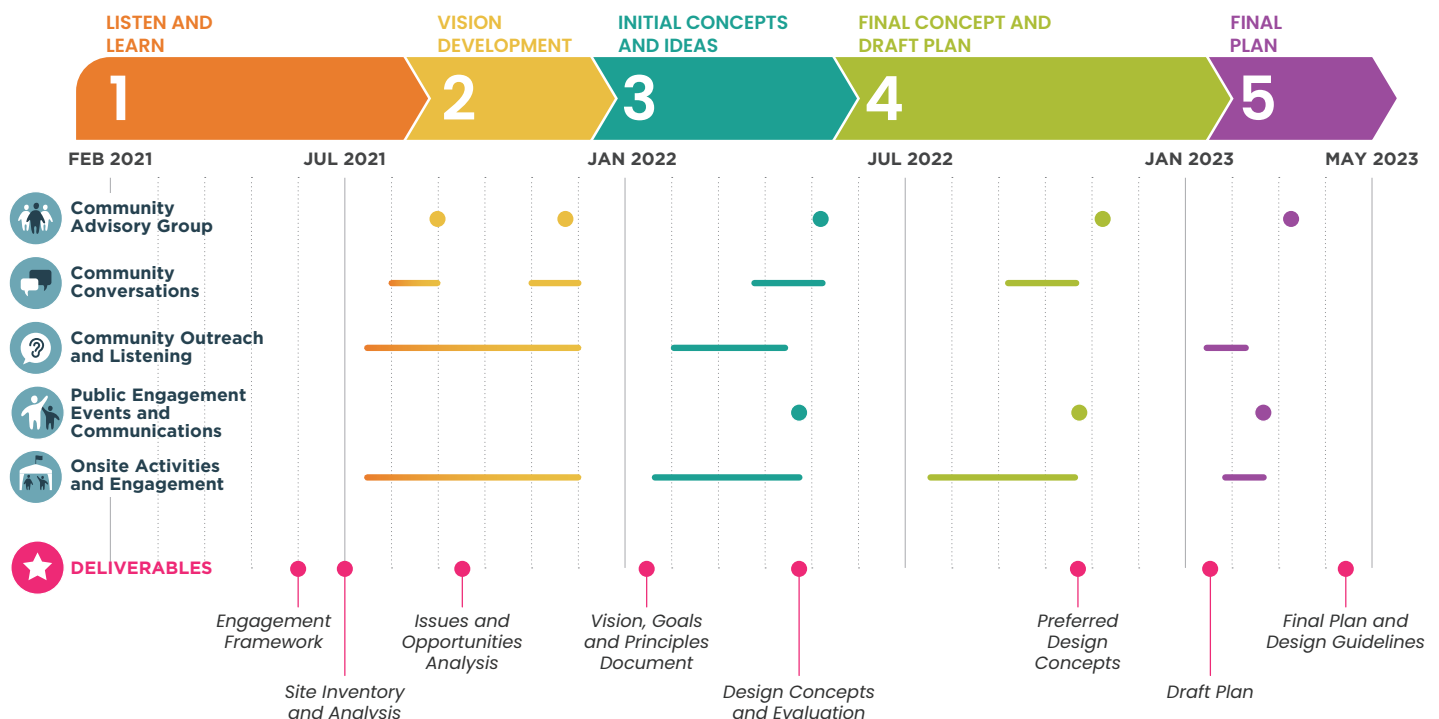 LISTEN AND
LEARN
VISION
DEVELOPMENT
INITIAL CONCEPTS
AND IDEAS
FINAL CONCEPT AND
DRAFT PLAN
FINAL
PLAN
1
2
3
4
5
FEB 2021
JUL 2021
JAN 2022
JUL 2022
JAN 2023
MAY 2023
Community
Advisory Group
Community
Conversations
Community Outreach
and Listening
Public Engagement
Events and
Communications
Onsite Activities
and Engagement
DELIVERABLES
Engagement
Framework
Site Inventory
and Analysis
Issues and
Opportunities
Analysis
Vision, Goals
and Principles
Document
Design Concepts
and Evaluation
Preferred
Design
Concepts
Draft Plan
Final Plan and
Design Guidelines